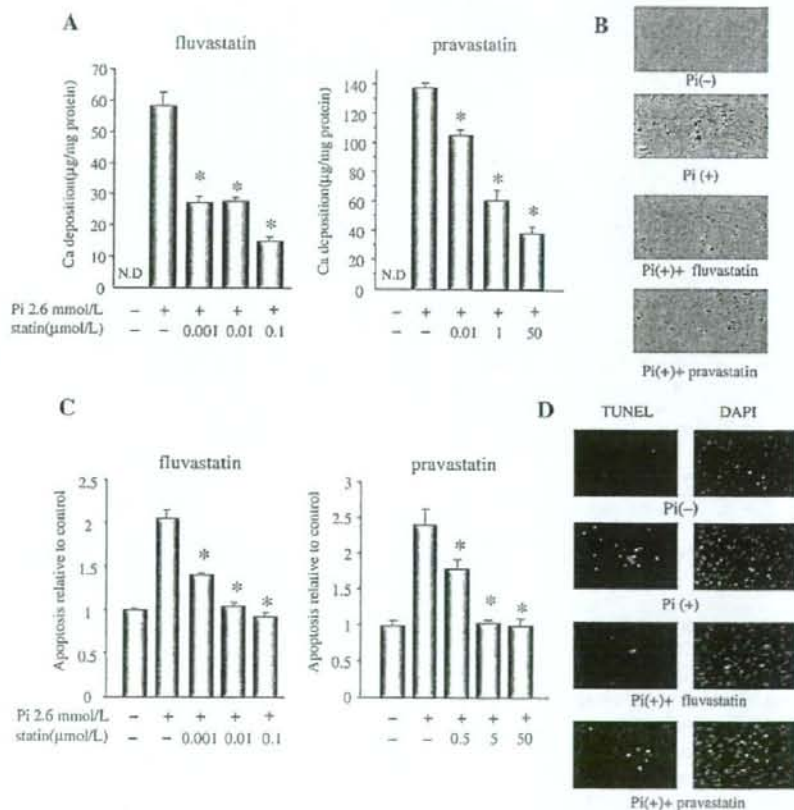 A
fluvastatin
Ca deposition(µg/mg protein)
70
60
50
40
30
20
10
0
N.D
*
*
*
Pi 2.6 mmol/L − + + + +
statin(µmol/L) − − 0.001 0.01 0.1
pravastatin
Ca deposition(µg/mg protein)
140
120
100
80
60
40
20
0
N.D
*
*
*
− + + + +
− − 0.01 1 50
B
Pi(−)
Pi (+)
Pi(+)+ fluvastatin
Pi(+)+ pravastatin
C
fluvastatin
Apoptosis relative to control
2.5
2
1.5
1
0.5
0
*
*
*
Pi 2.6 mmol/L − + + + +
statin(µmol/L) − − 0.001 0.01 0.1
pravastatin
Apoptosis relative to control
3
2.5
2
1.5
1
0.5
0
*
*
*
− + + + +
− − 0.5 5 50
D
TUNEL DAPI
Pi(−)
Pi (+)
Pi(+)+ fluvastatin
Pi(+)+ pravastatin